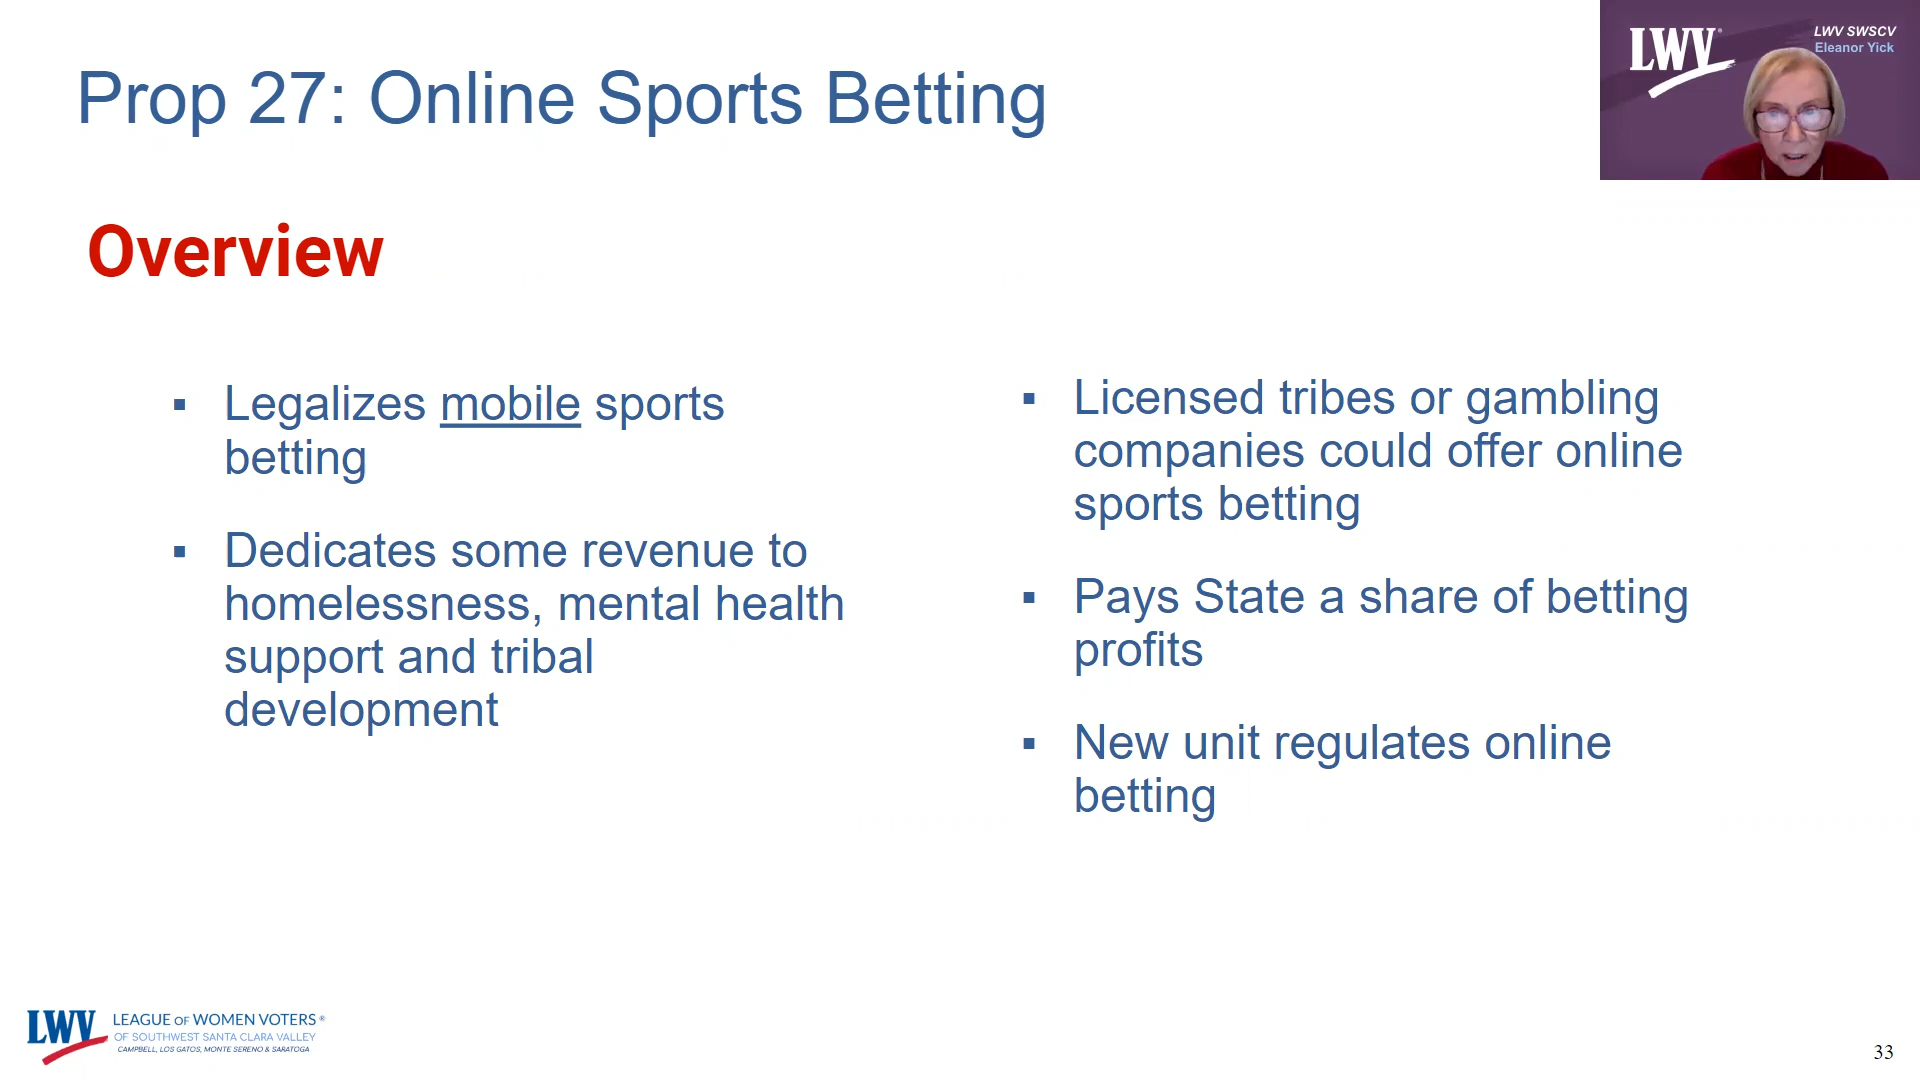 Prop 27: Online Sports Betting
LWV
LWV SWSCV
Eleanor Yick
Overview
▪ Legalizes mobile sports
betting
▪ Dedicates some revenue to
homelessness, mental health
support and tribal
development
▪ Licensed tribes or gambling
companies could offer online
sports betting
▪ Pays State a share of betting
profits
▪ New unit regulates online
betting
LWV
LEAGUE OF WOMEN VOTERS®
OF SOUTHWEST SANTA CLARA VALLEY
CAMPBELL, LOS GATOS, MONTE SERENO & SARATOGA
33